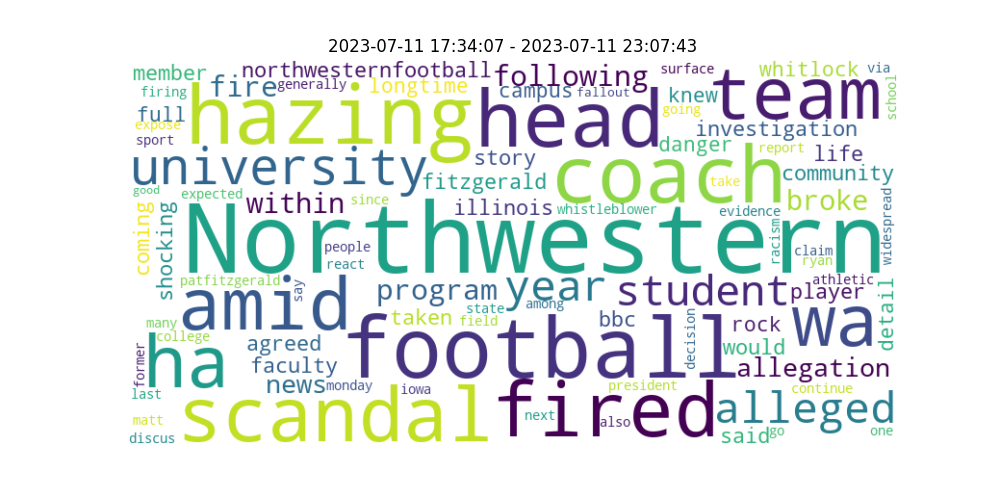 2023-07-11 17:34:07 - 2023-07-11 23:07:43
member northwesternfootball following surface whitlock via
firing fire generally longtime campus fallout knew team school
full hazing head going
expose investigation
sport danger
university story coach report life
fitzgerald take community
good expected since broke
within illinois whistleblower evidence
coming shocking Northwestern racism widespread
people claim
react ryan
patfitzgerald say program year student athletic
amid among player detail
many taken state field bbc rock wa
college football decision
former ha agreed would
faculty allegation
news monday iowa president continue
last scandal fired alleged
matt next also
discus said go one